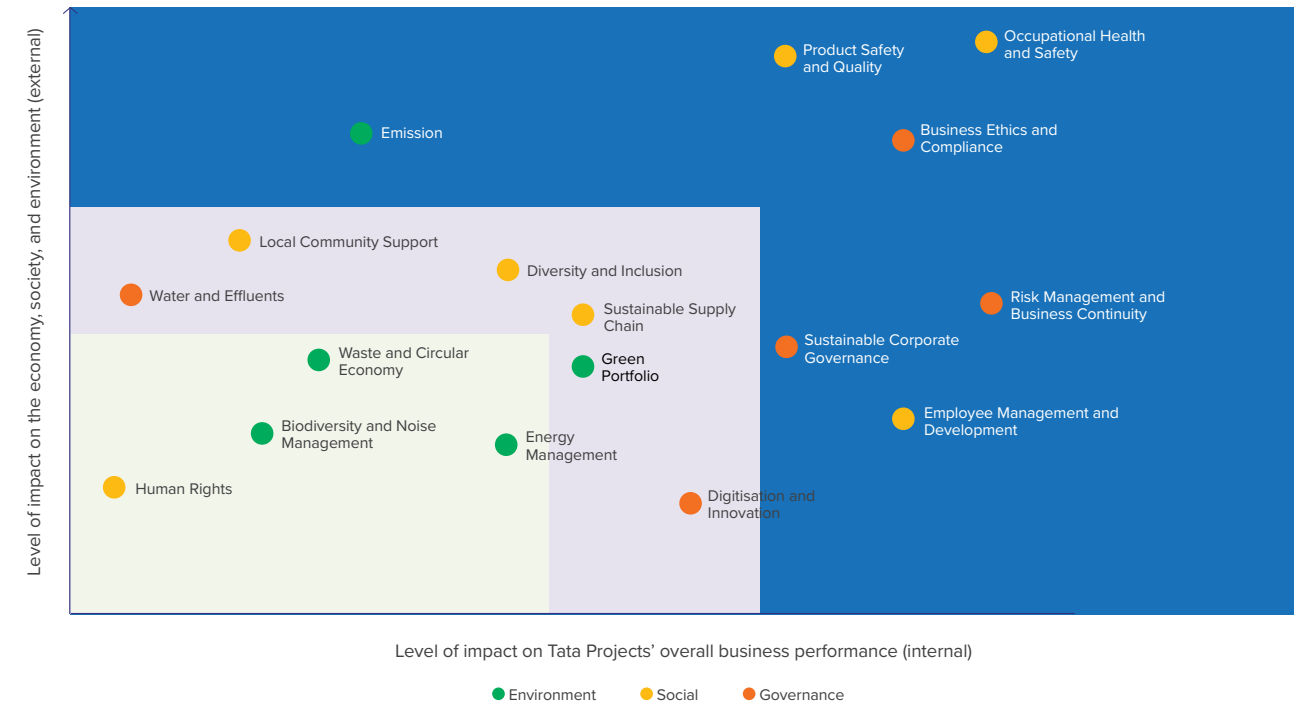 Level of impact on the economy, society, and environment (external)
Product Safety
and Quality
Occupational Health
and Safety
Emission
Business Ethics and
Compliance
Local Community Support
Diversity and Inclusion
Water and Effluents
Sustainable Supply
Chain
Risk Management and
Business Continuity
Sustainable Corporate
Governance
Waste and Circular
Economy
Green
Portfolio
Employee Management and
Development
Biodiversity and Noise
Management
Energy
Management
Human Rights
Digitisation and
Innovation
Level of impact on Tata Projects’ overall business performance (internal)
Environment
Social
Governance